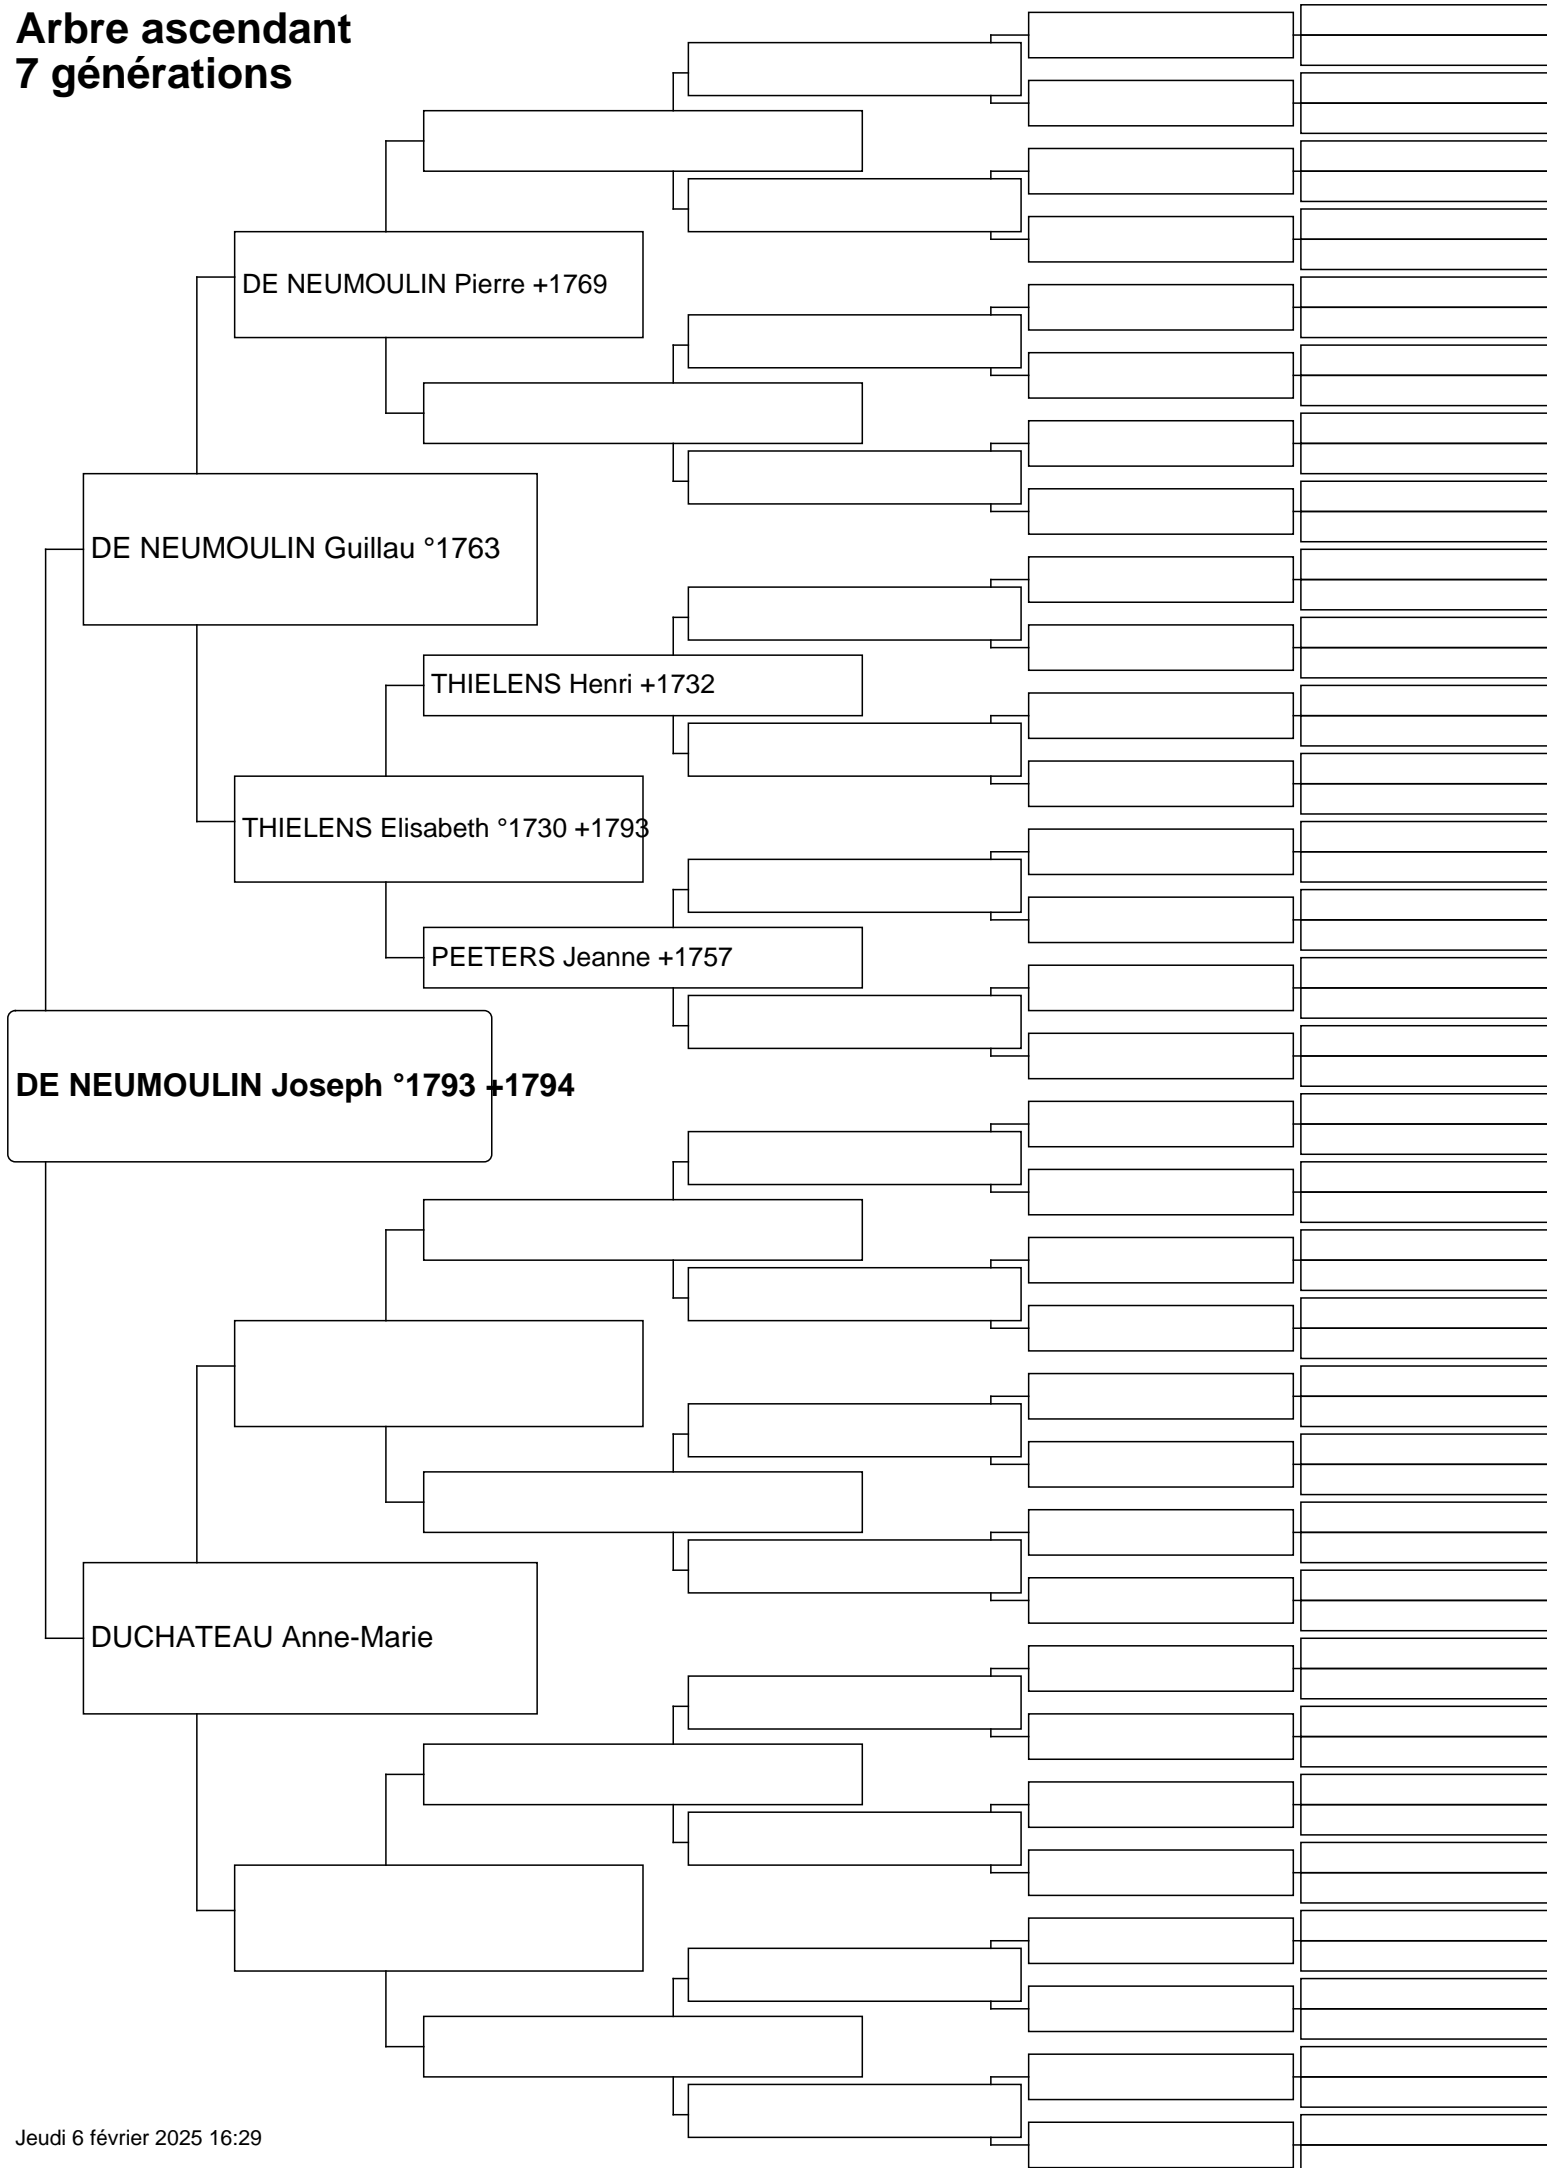 Arbre ascendant
7 générations
DE NEUMOULIN Pierre +1769
DE NEUMOULIN Guillau °1763
THIELENS Henri +1732
THIELENS Elisabeth °1730 +1793
PEETERS Jeanne +1757
DE NEUMOULIN Joseph °1793 +1794
DUCHATEAU Anne-Marie
Jeudi 6 février 2025 16:29